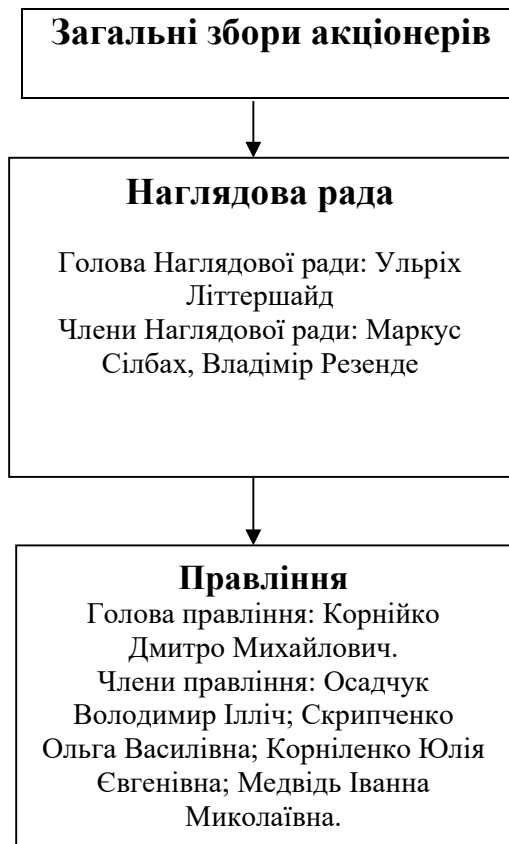 Загальні збори акціонерів
Наглядова рада
Голова Наглядової ради: Ульріх
Літтершайд
Члени Наглядової ради: Маркус
Сілбах, Владімір Резенде
Правління
Голова правління: Корнійко
Дмитро Михайлович.
Члени правління: Осадчук
Володимир Ілліч; Скрипченко
Ольга Василівна; Корніленко Юлія
Євгенівна; Медвідь Іванна
Миколаївна.